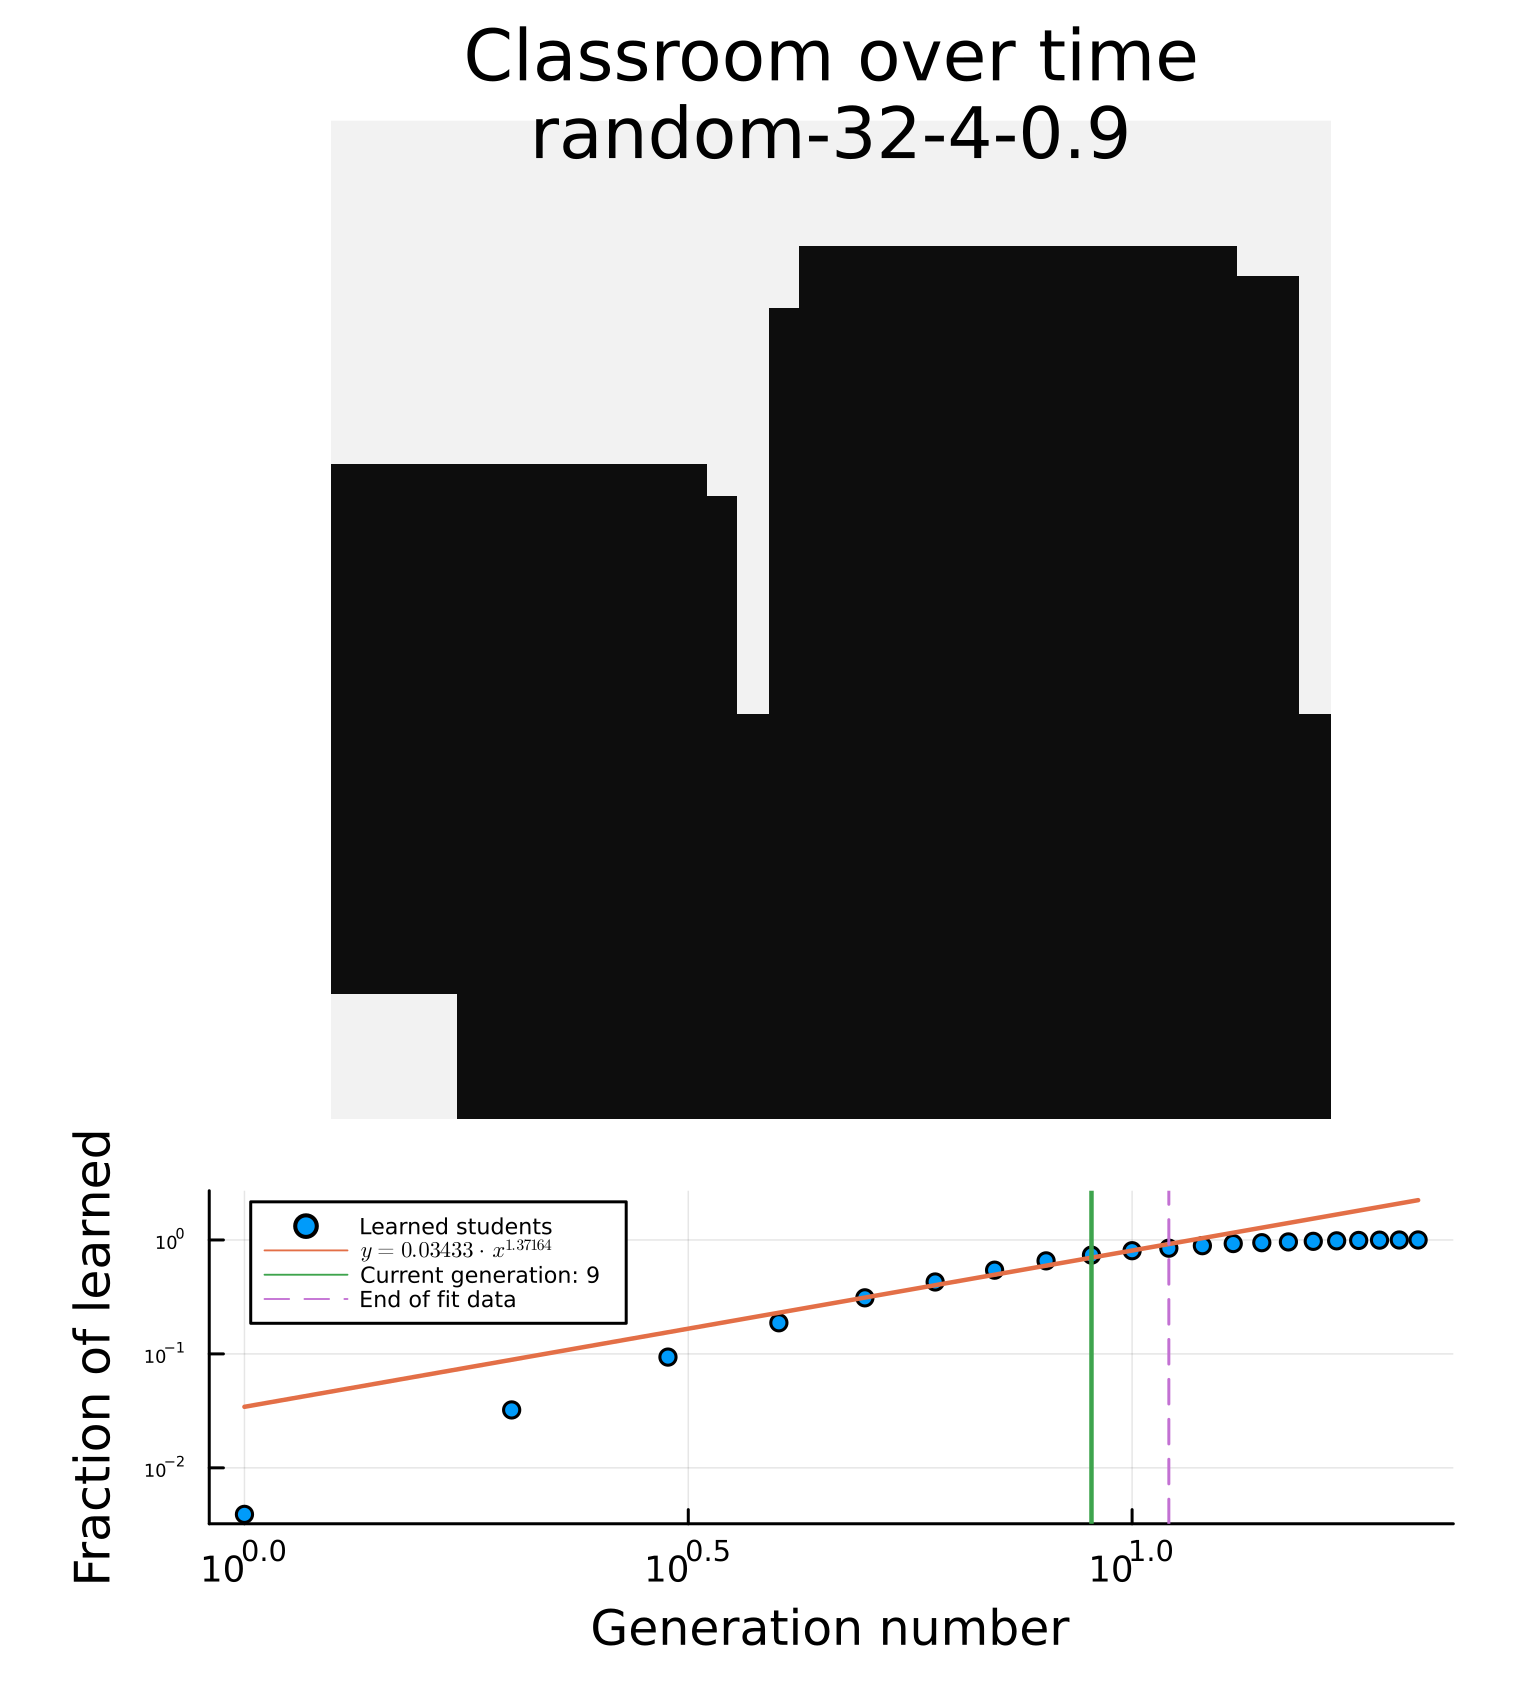 Classroom over time
random-32-4-0.9
Fraction of learned
10^0
10^−1
10^−2
Learned students
y = 0.03433 · x^1.37164
Current generation: 9
End of fit data
10^0.0
10^0.5
10^1.0
Generation number